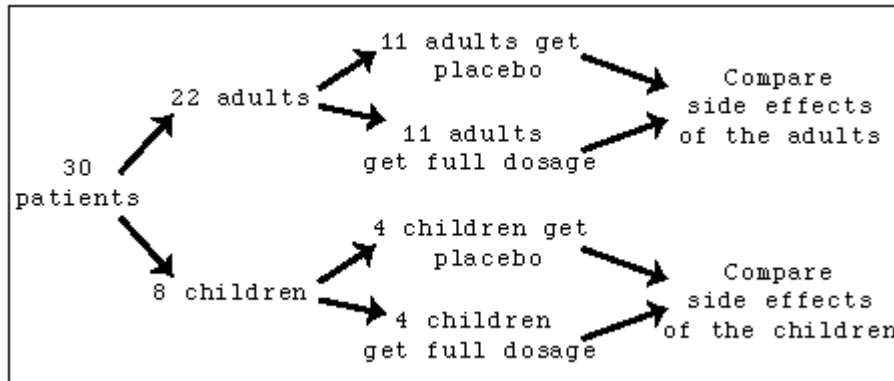 30
patients
22 adults
11 adults get
placebo
11 adults
get full dosage
Compare
side effects
of the adults
8 children
4 children get
placebo
4 children
get full dosage
Compare
side effects
of the children